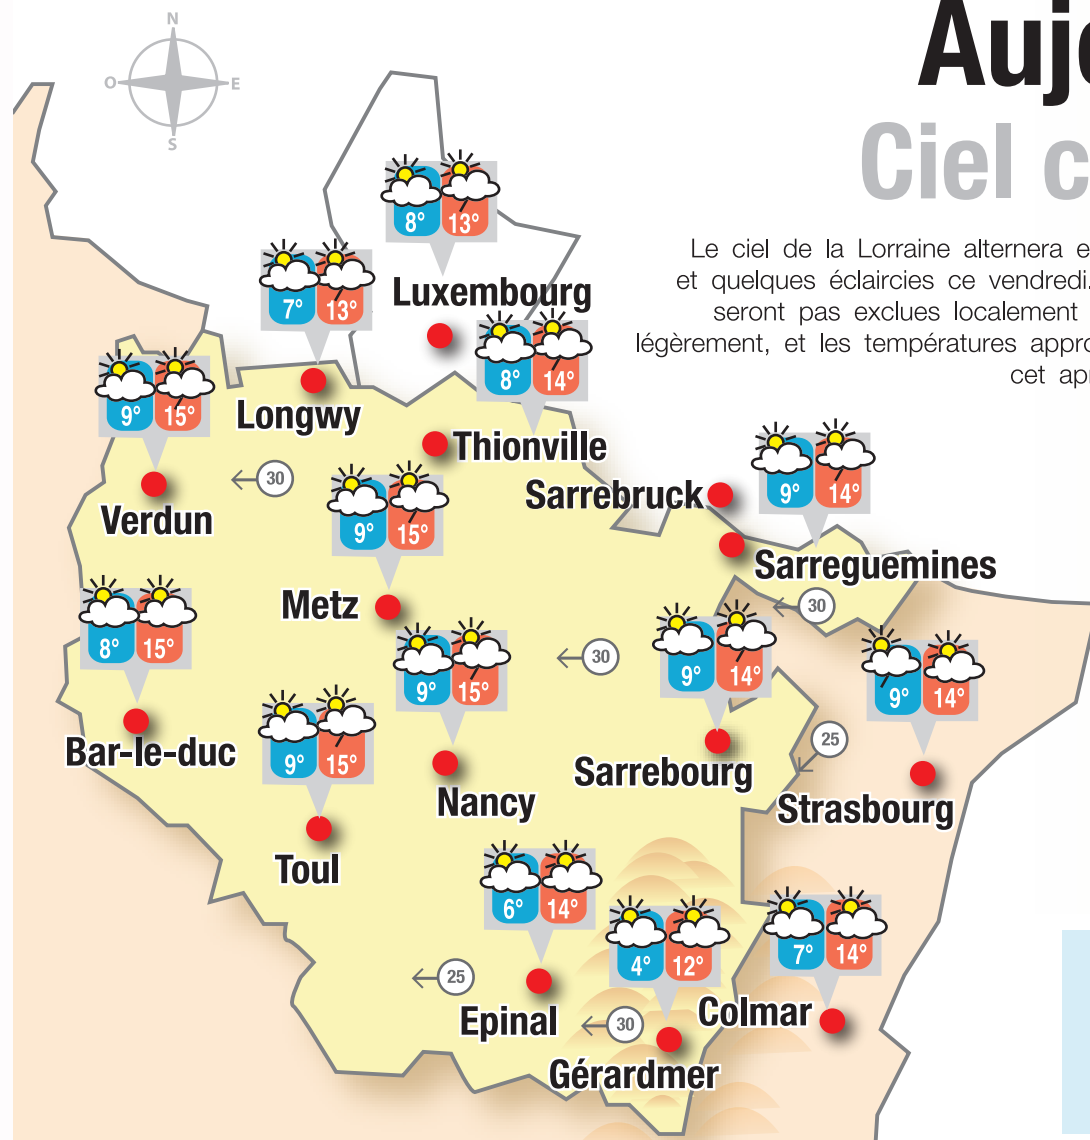 N
O E
S
Aujo
Ciel c
Le ciel de la Lorraine alternera e
et quelques éclaircies ce vendredi.
seront pas exclues localement
légèrement, et les températures appro
cet apr
8° 13°
Luxembourg
7° 13°
Longwy
8° 14°
Thionville
9° 15°
Verdun
30
9° 14°
Sarrebruck
Sarreguemines
30
9° 15°
Metz
8° 15°
Bar-le-duc
9° 15°
Nancy
30
9° 14°
Sarrebourg
9° 14°
Strasbourg
25
9° 15°
Toul
6° 14°
Epinal
25
4° 12°
Gérardmer
30
7° 14°
Colmar